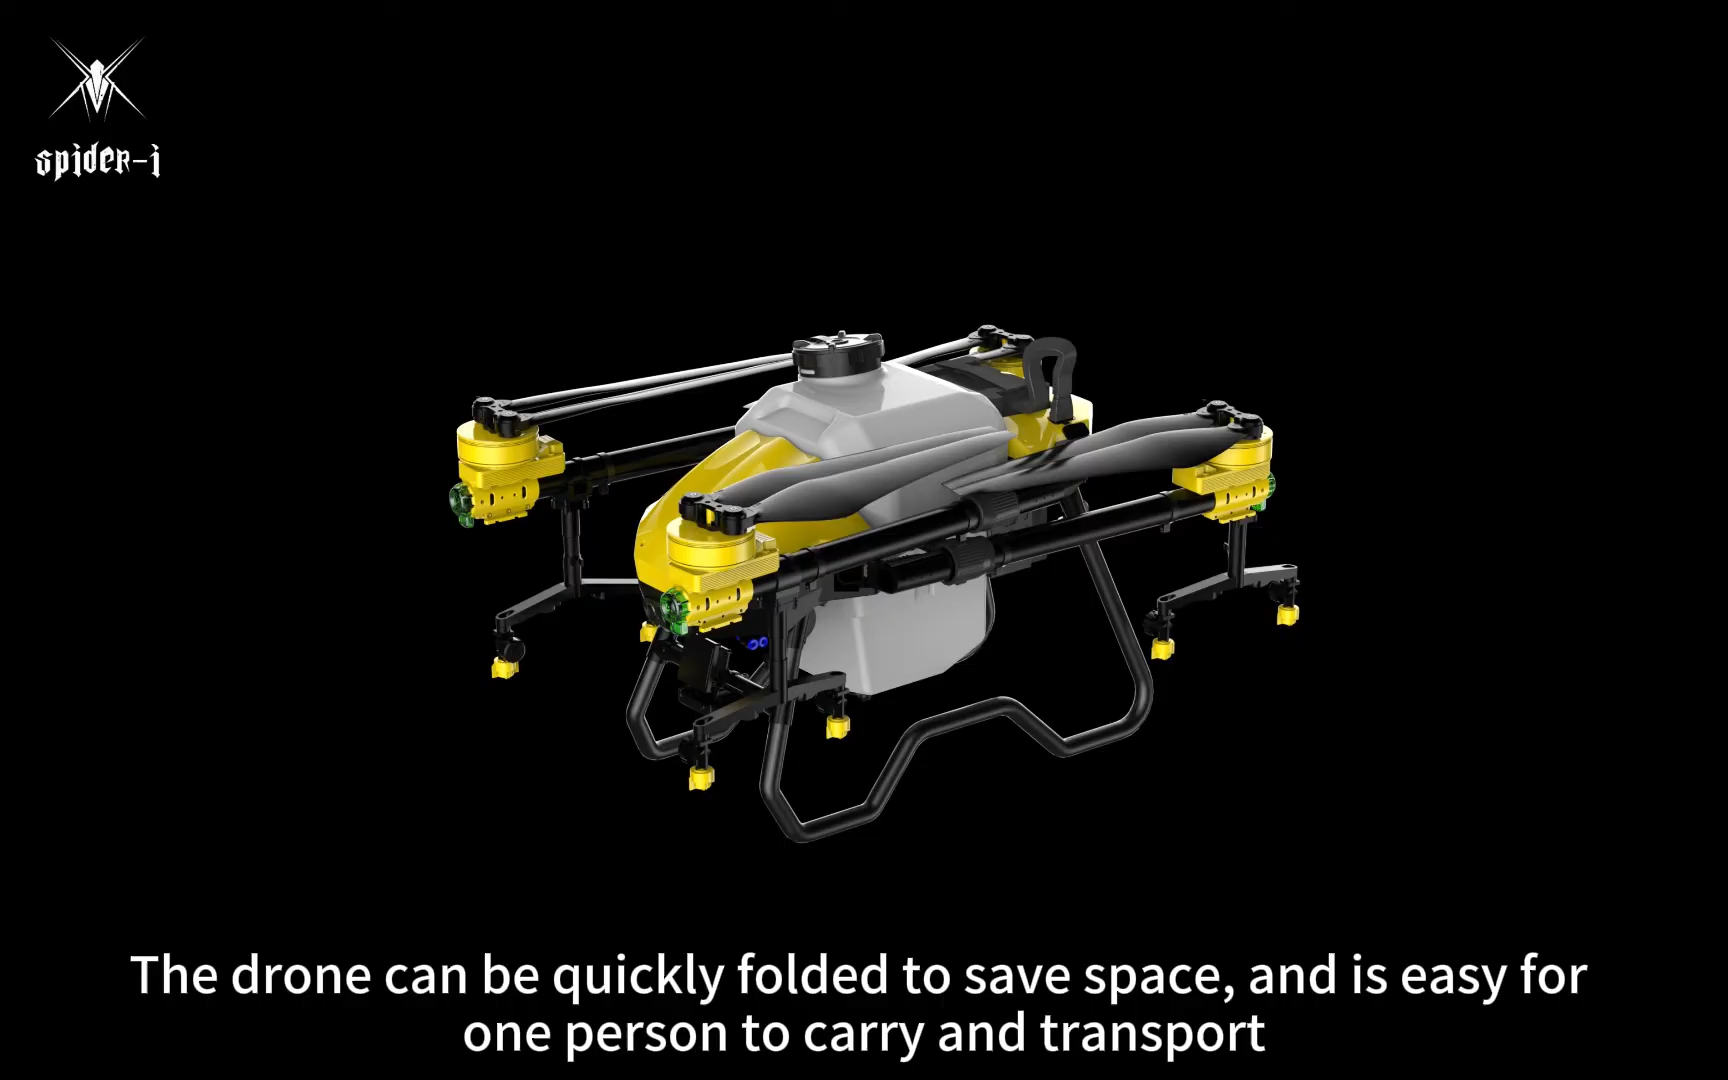 spider-i
The drone can be quickly folded to save space, and is easy for
one person to carry and transport